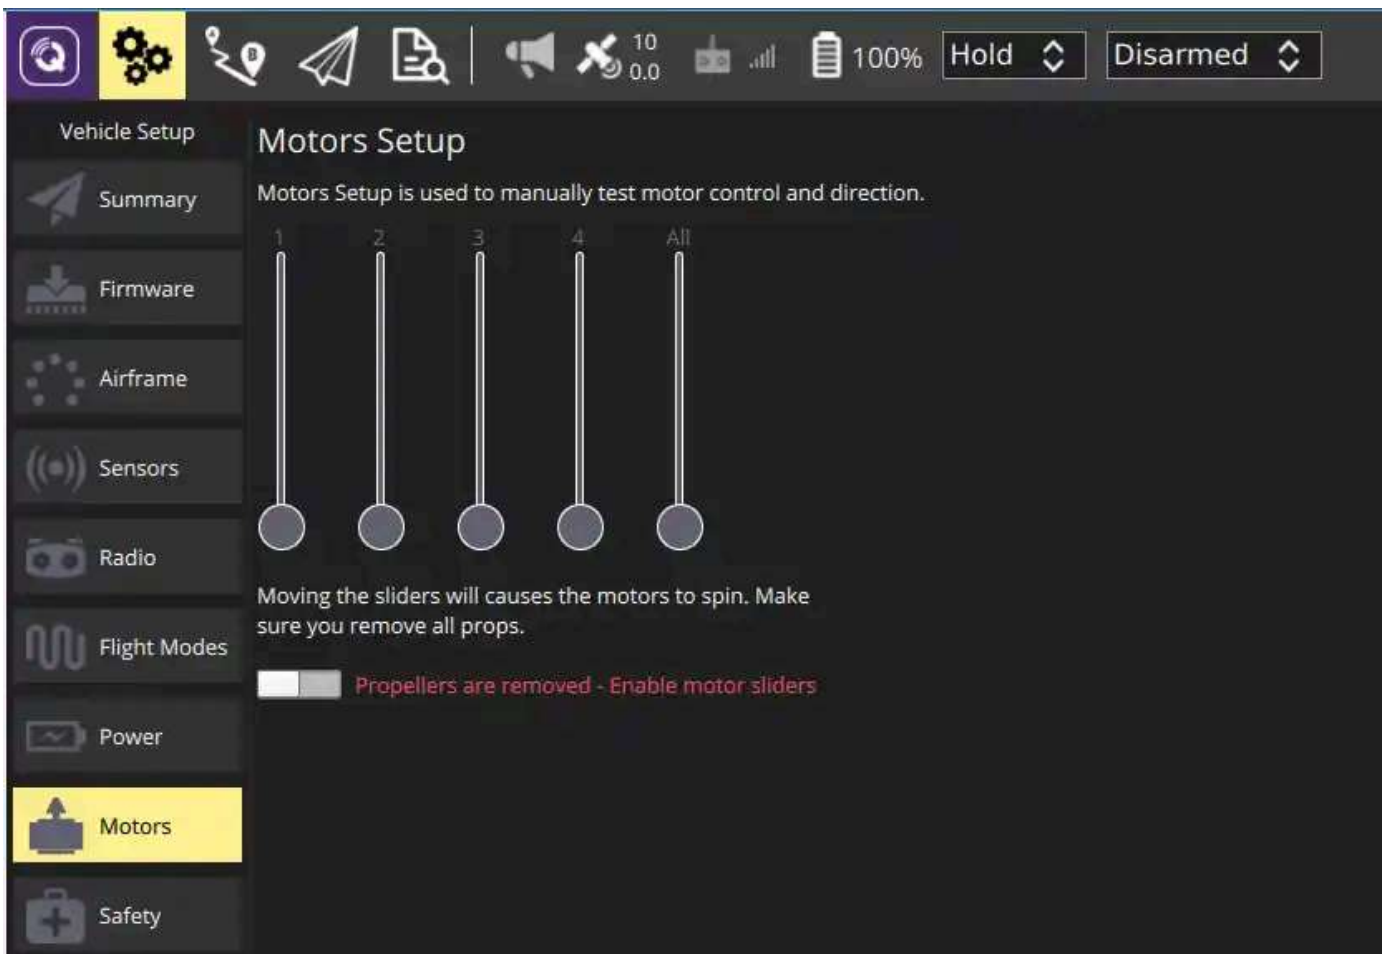 10
0.0
100%
Hold
Disarmed
Vehicle Setup
Summary
Firmware
Airframe
Sensors
Radio
Flight Modes
Power
Motors
Safety
Motors Setup
Motors Setup is used to manually test motor control and direction.
1 2 3 4 All
Moving the sliders will causes the motors to spin. Make
sure you remove all props.
Propellers are removed - Enable motor sliders